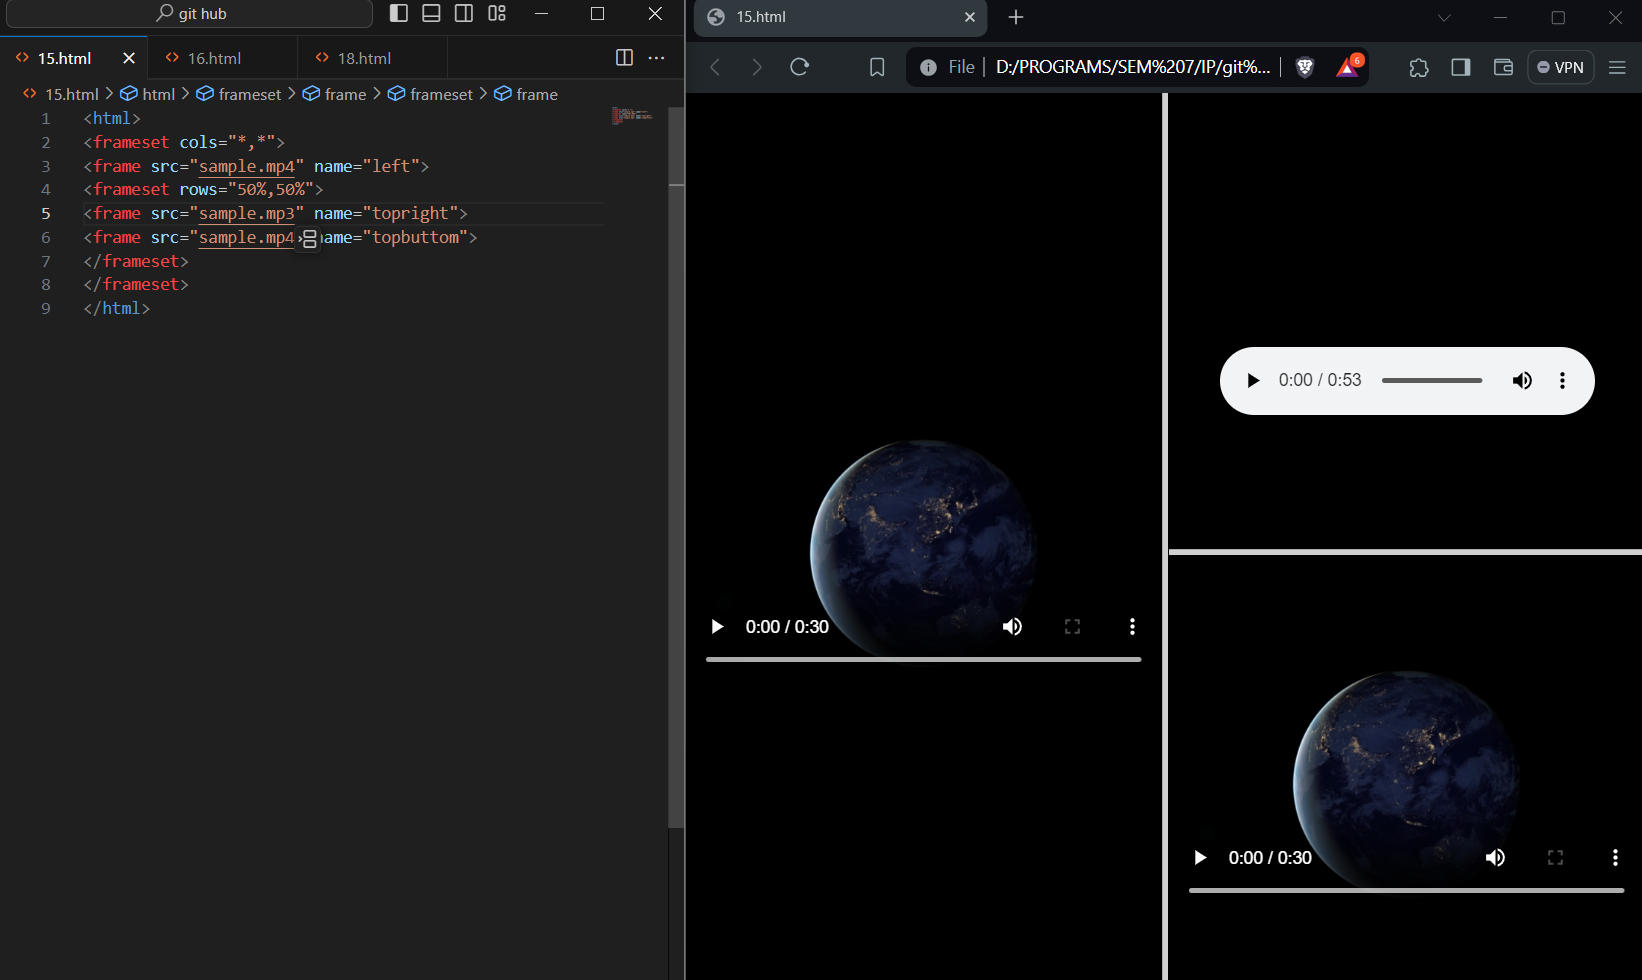 git hub
15.html
16.html
18.html
15.html > html > frameset > frame > frameset > frame
1 <html>
2 <frameset cols="*,*">
3 <frame src="sample.mp4" name="left">
4 <frameset rows="50%,50%">
5 <frame src="sample.mp3" name="topright">
6 <frame src="sample.mp4 name="topbuttom">
7 </frameset>
8 </frameset>
9 </html>
15.html
File | D:/PROGRAMS/SEM%207/IP/git%...
6
VPN
0:00 / 0:53
0:00 / 0:30
0:00 / 0:30